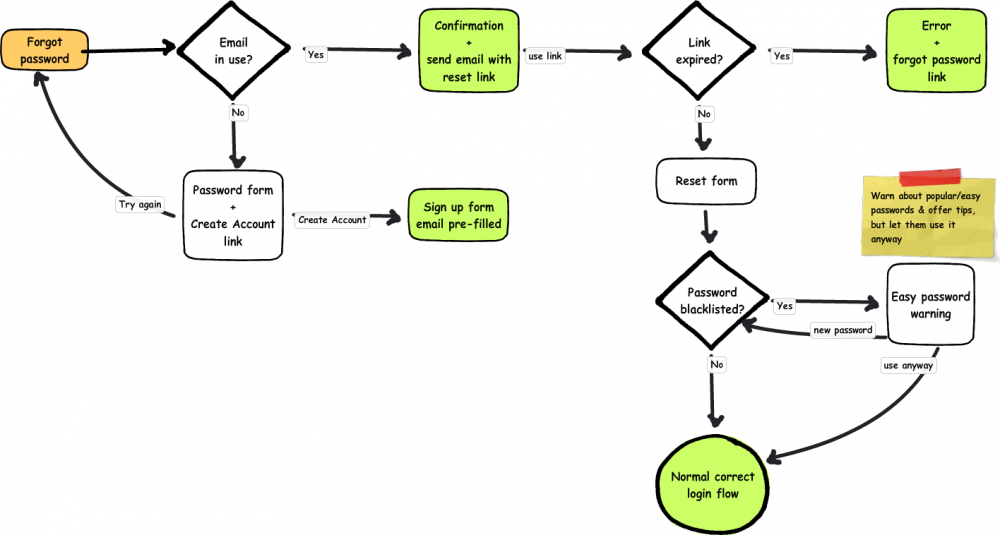 Forgot
password
Email
in use?
Yes
Confirmation
+
send email with
reset link
use link
Link
expired?
Yes
Error
+
forgot password
link
No
No
Password form
+
Create Account
link
Try again
Create Account
Sign up form
email pre-filled
Reset form
Warn about popular/easy
passwords & offer tips,
but let them use it
anyway
Password
blacklisted?
Yes
Easy password
warning
new password
No
use anyway
Normal correct
login flow